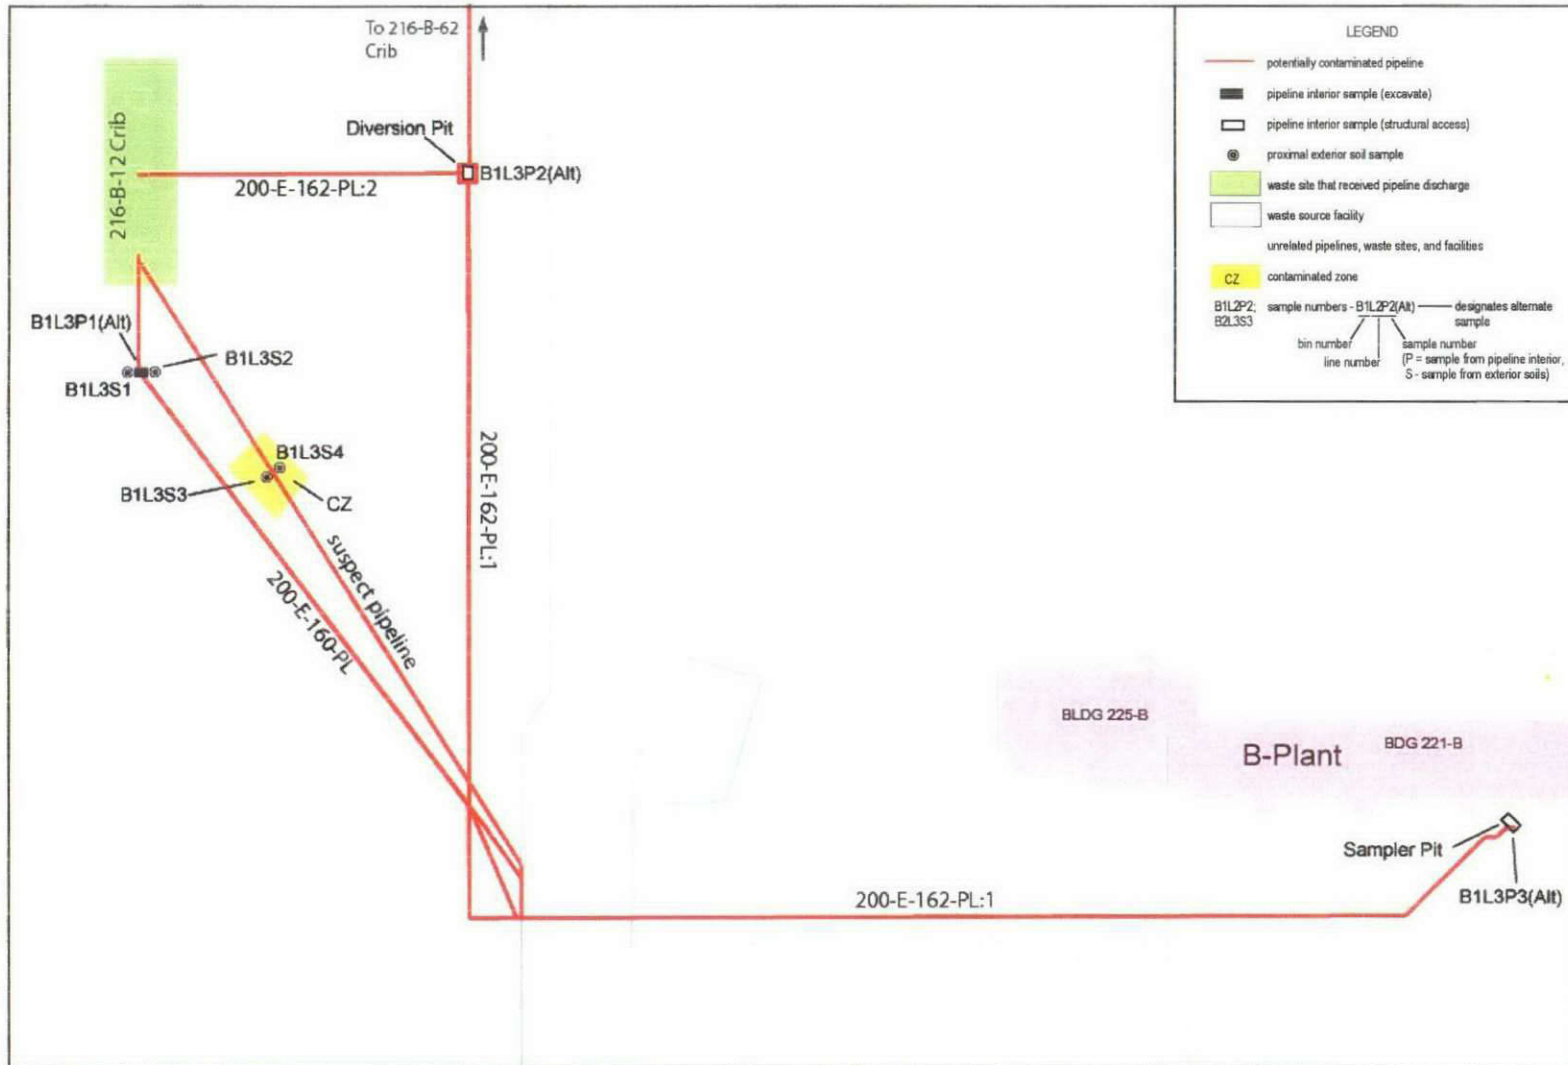 To 216-B-62
Crib
216-B-12 Crib
Diversion Pit
B1L3P2(Alt)
200-E-162-PL:2
B1L3P1(Alt)
B1L3S2
B1L3S1
B1L3S4
B1L3S3
CZ
200-E-162-PL:1
suspect pipeline
200-E-160-PL
BLDG 225-B
B-Plant
BDG 221-B
Sampler Pit
B1L3P3(Alt)
200-E-162-PL:1
LEGEND
potentially contaminated pipeline
pipeline interior sample (excavate)
pipeline interior sample (structural access)
proximal exterior soil sample
waste site that received pipeline discharge
waste source facility
unrelated pipelines, waste sites, and facilities
CZ contaminated zone
B1L2P2; sample numbers - B1L2P2(Alt) designates alternate
B2L3S3 sample
bin number sample number
line number (P = sample from pipeline interior,
S - sample from exterior soils)